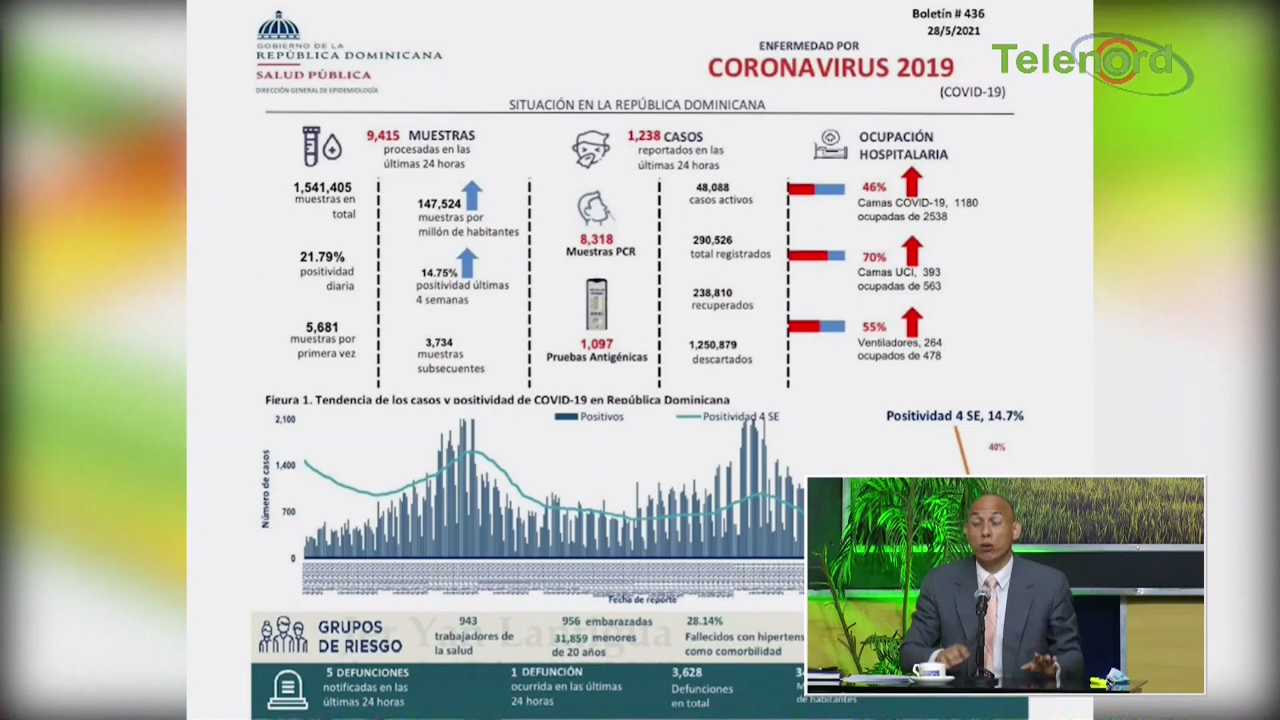 Boletín # 436
28/5/2021
Telenord
GOBIERNO DE LA
REPÚBLICA DOMINICANA
SALUD PÚBLICA
DIRECCIÓN GENERAL DE EPIDEMIOLOGÍA
ENFERMEDAD POR
CORONAVIRUS 2019
(COVID-19)
SITUACIÓN EN LA REPÚBLICA DOMINICANA
9,415 MUESTRAS
procesadas en las
últimas 24 horas
1,541,405
muestras en
total
21.79%
positividad
diaria
5,681
muestras por
primera vez
147,524
muestras por
millón de habitantes
14.75%
positividad últimas
4 semanas
3,734
muestras
subsecuentes
1,238 CASOS
reportados en las
últimas 24 horas
8,318
Muestras PCR
1,097
Pruebas Antigénicas
48,088
casos activos
290,526
total registrados
238,810
recuperados
1,250,879
descartados
OCUPACIÓN
HOSPITALARIA
46%
Camas COVID-19, 1180
ocupadas de 2538
70%
Camas UCI, 393
ocupadas de 563
55%
Ventiladores, 264
ocupados de 478
Figura 1. Tendencia de los casos y positividad de COVID-19 en República Dominicana
Positivos
Positividad 4 SE
Positividad 4 SE, 14.7%
40%
Número de casos
2,100
1,400
700
0
Fecha de reporte
GRUPOS
DE RIESGO
943
trabajadores de
la salud
956 embarazadas
31,859 menores
de 20 años
28.14%
Fallecidos con hipertens
como comorbilidad
5 DEFUNCIONES
notificadas en las
últimas 24 horas
1 DEFUNCIÓN
ocurrida en las últimas
24 horas
3,628
Defunciones
en total
de habitantes